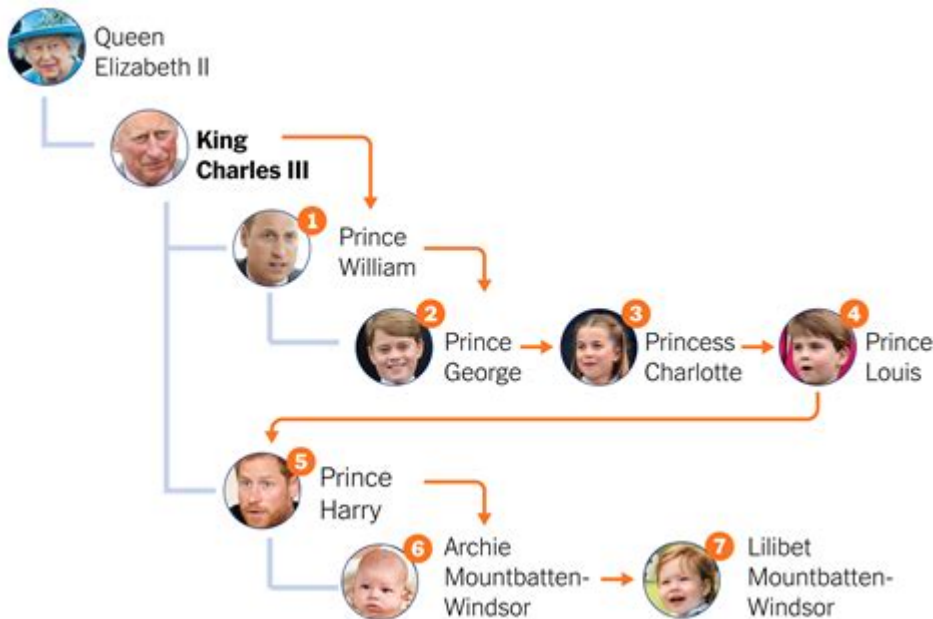 Queen
Elizabeth II
King
Charles III
1
Prince
William
2
Prince
George
3
Princess
Charlotte
4
Prince
Louis
5
Prince
Harry
6
Archie
Mountbatten-
Windsor
7
Lilibet
Mountbatten-
Windsor